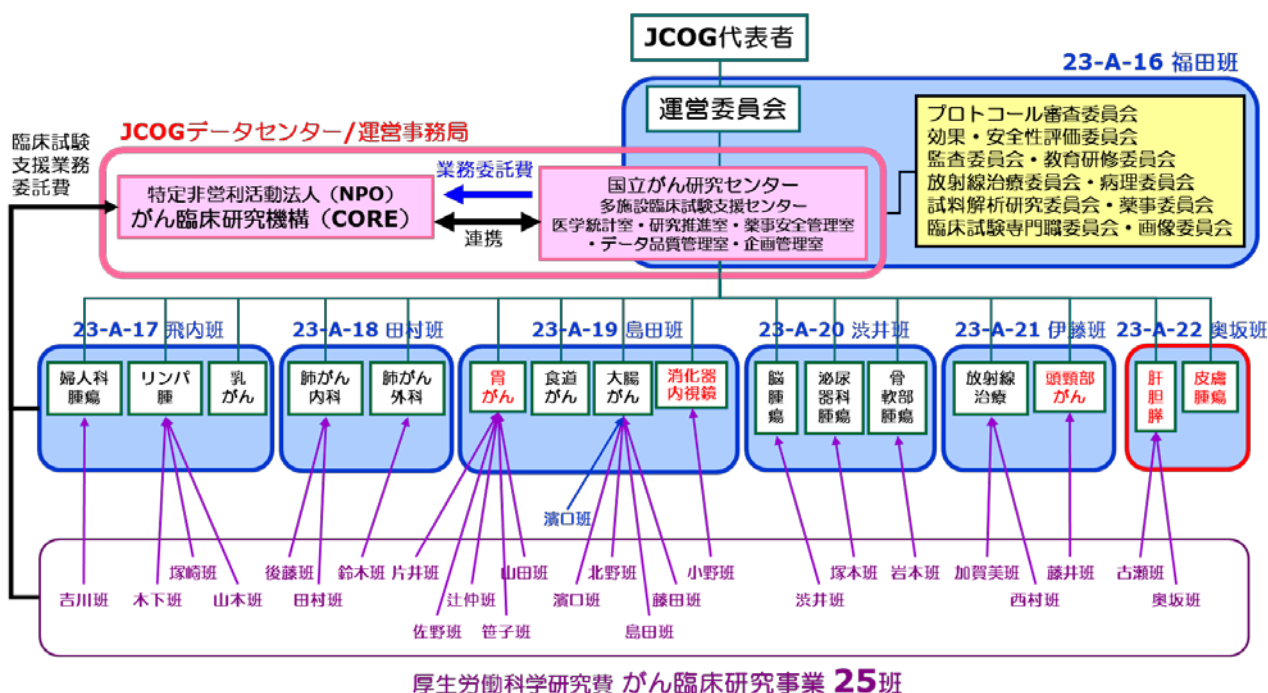 JCOG代表者
23-A-16 福田班
運営委員会
プロトコール審査委員会
効果・安全性評価委員会
監査委員会・教育研修委員会
放射線治療委員会・病理委員会
試料解析研究委員会・薬事委員会
臨床試験専門職委員会・画像委員会
JCOGデータセンター/運営事務局
臨床試験
支援業務
委託費
特定非営利活動法人（NPO）
がん臨床研究機構（CORE）
業務委託費
連携
国立がん研究センター
多施設臨床試験支援センター
医学統計室・研究推進室・薬事安全管理室
・データ品質管理室・企画管理室
23-A-17 飛内班
婦人科
腫瘍
リンパ
腫
乳
がん
23-A-18 田村班
肺がん
内科
肺がん
外科
23-A-19 島田班
胃
がん
食道
がん
大腸
がん
消化器
内視鏡
23-A-20 渋井班
脳
腫
瘍
泌尿
器科
腫瘍
骨
軟部
腫瘍
23-A-21 伊藤班
放射線
治療
頭頸部
がん
23-A-22 奥坂班
肝
胆
膵
皮膚
腫瘍
濱口班
塚崎班
後藤班
鈴木班
片井班
山田班
北野班
小野班
塚本班
岩本班
加賀美班
藤井班
古瀬班
吉川班
木下班
山本班
田村班
辻仲班
濱口班
藤田班
渋井班
西村班
奥坂班
佐野班
笹子班
島田班
厚生労働科学研究費 がん臨床研究事業 25班